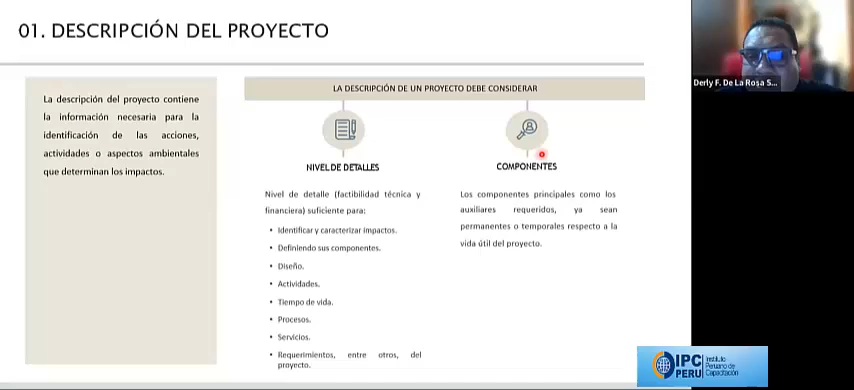 01. DESCRIPCIÓN DEL PROYECTO
La descripción del proyecto contiene
la información necesaria para la
identificación de las acciones,
actividades o aspectos ambientales
que determinan los impactos.
LA DESCRIPCIÓN DE UN PROYECTO DEBE CONSIDERAR
NIVEL DE DETALLES
Nivel de detalle (factibilidad técnica y
financiera) suficiente para:
• Identificar y caracterizar impactos.
• Definiendo sus componentes.
• Diseño.
• Actividades.
• Tiempo de vida.
• Procesos.
• Servicios.
• Requerimientos, entre otros, del
proyecto.
COMPONENTES
Los componentes principales como los
auxiliares requeridos, ya sean
permanentes o temporales respecto a la
vida útil del proyecto.
Derly F. De La Rosa S...
IPC
PERU
Instituto
Peruano de
Capacitación